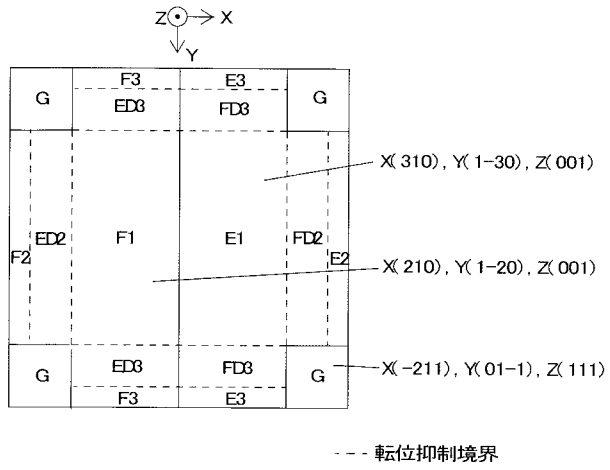 Z X
Y
F3 E3
G ED3 FD3 G
X(310), Y(1-30), Z(001)
F2 ED2 F1 E1 FD2 E2
X(210), Y(1-20), Z(001)
G ED3 FD3 G X(-211), Y(01-1), Z(111)
F3 E3
---- 転位抑制境界